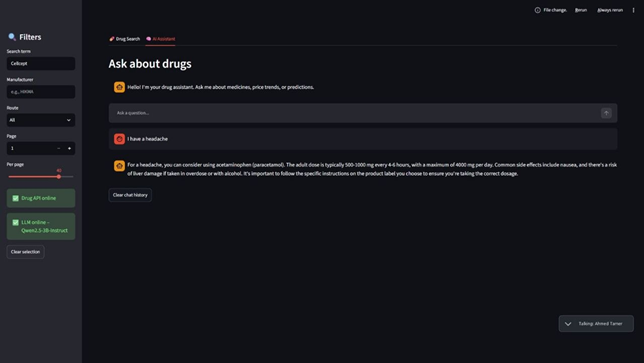 File change.
Rerun
Always rerun
Filters
Search term
Cellcept
Manufacturer
e.g., HIKMA
Route
All
Page
1
Per page
40
Drug API online
LLM online –
Qwen2.5-3B-Instruct
Clear selection
Drug Search
AI Assistant
Ask about drugs
Hello! I'm your drug assistant. Ask me about medicines, price trends, or predictions.
Ask a question...
I have a headache
For a headache, you can consider using acetaminophen (paracetamol). The adult dose is typically 500-1000 mg every 4-6 hours, with a maximum of 4000 mg per day. Common side effects include nausea, and there's a risk
of liver damage if taken in overdose or with alcohol. It's important to follow the specific instructions on the product label you choose to ensure you're taking the correct dosage.
Clear chat history
Talking: Ahmed Tamer